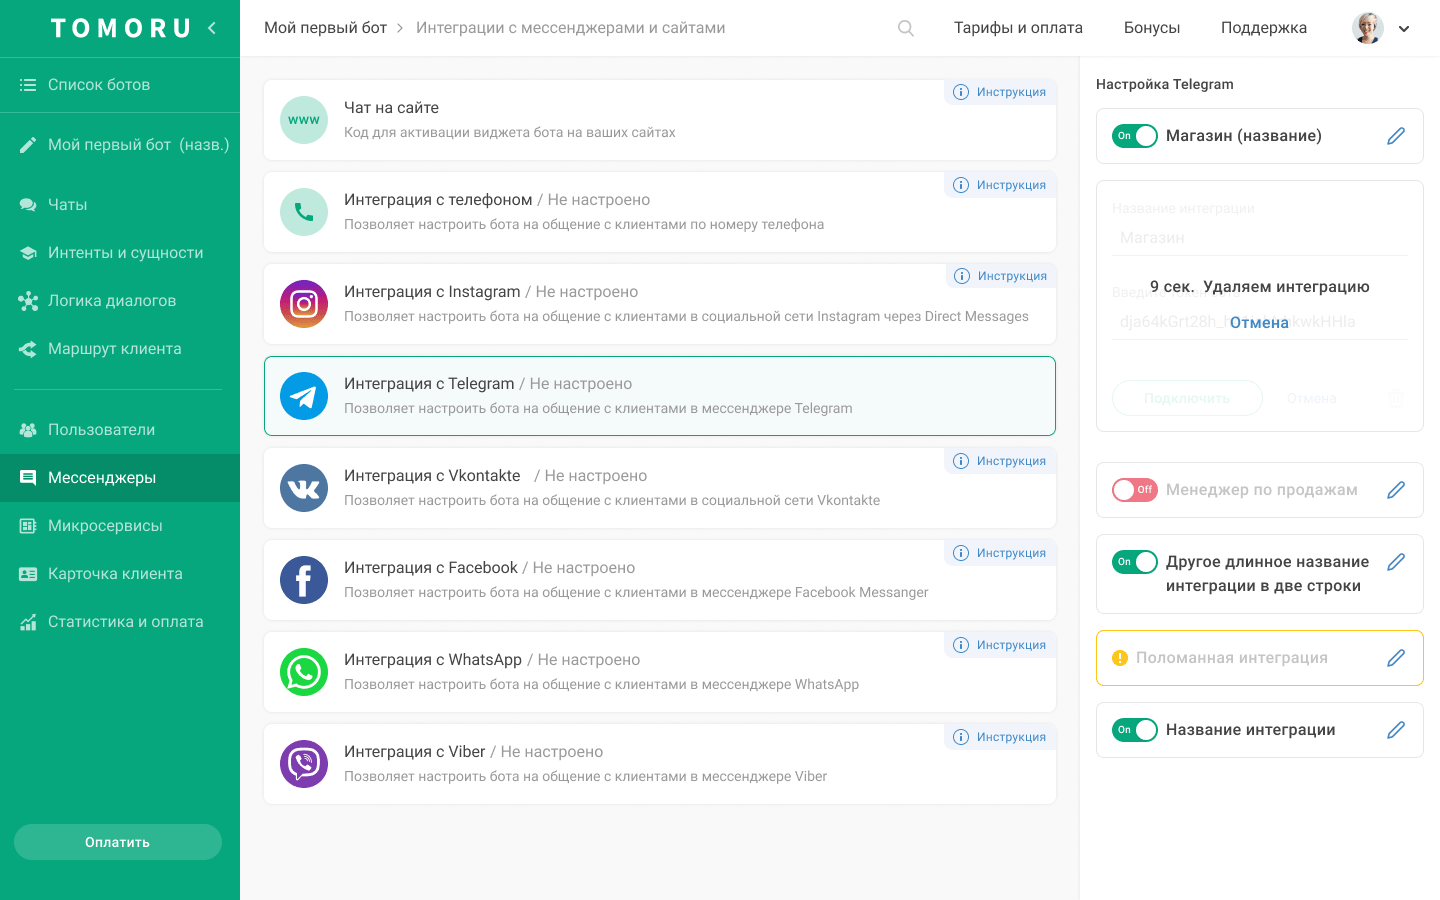 TOMORU
Список ботов
Мой первый бот (назв.)
Чаты
Интенты и сущности
Логика диалогов
Маршрут клиента
Пользователи
Мессенджеры
Микросервисы
Карточка клиента
Статистика и оплата
Оплатить
Мой первый бот > Интеграции с мессенджерами и сайтами
Тарифы и оплата
Бонусы
Поддержка
Инструкция
www
Чат на сайте
Код для активации виджета бота на ваших сайтах
Инструкция
Интеграция с телефоном / Не настроено
Позволяет настроить бота на общение с клиентами по номеру телефона
Инструкция
Интеграция с Instagram / Не настроено
Позволяет настроить бота на общение с клиентами в социальной сети Instagram через Direct Messages
Интеграция с Telegram / Не настроено
Позволяет настроить бота на общение с клиентами в мессенджере Telegram
Инструкция
Интеграция с Vkontakte / Не настроено
Позволяет настроить бота на общение с клиентами в социальной сети Vkontakte
Инструкция
Интеграция с Facebook / Не настроено
Позволяет настроить бота на общение с клиентами в мессенджере Facebook Messanger
Инструкция
Интеграция с WhatsApp / Не настроено
Позволяет настроить бота на общение с клиентами в мессенджере WhatsApp
Инструкция
Интеграция с Viber / Не настроено
Позволяет настроить бота на общение с клиентами в мессенджере Viber
Настройка Telegram
On Магазин (название)
Название интеграции
Магазин
9 сек. Удаляем интеграцию
Отмена
Подключить
Отмена
Off Менеджер по продажам
On Другое длинное название
интеграции в две строки
Поломанная интеграция
On Название интеграции